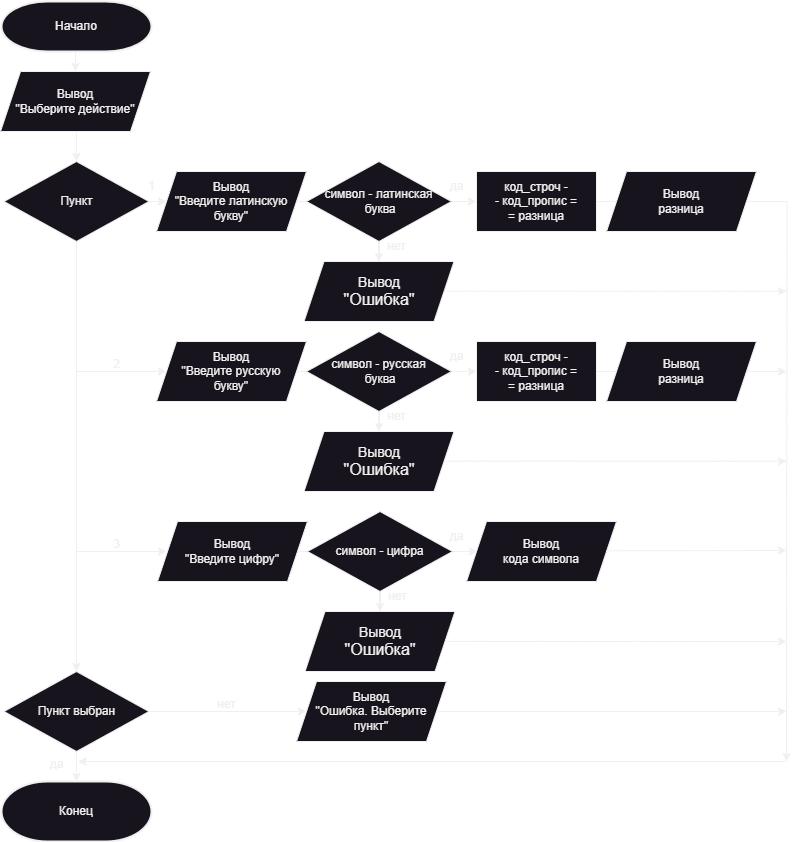 Начало
Вывод
"Выберите действие"
Пункт
1
Вывод
"Введите латинскую
букву"
символ - латинская
буква
да
код_строч -
- код_пропис =
= разница
Вывод
разница
нет
Вывод
"Ошибка"
2
Вывод
"Введите русскую
букву"
символ - русская
буква
да
код_строч -
- код_пропис =
= разница
Вывод
разница
нет
Вывод
"Ошибка"
3
Вывод
"Введите цифру"
символ - цифра
да
Вывод
кода символа
нет
Вывод
"Ошибка"
Пункт выбран
нет
Вывод
"Ошибка. Выберите
пункт"
да
Конец